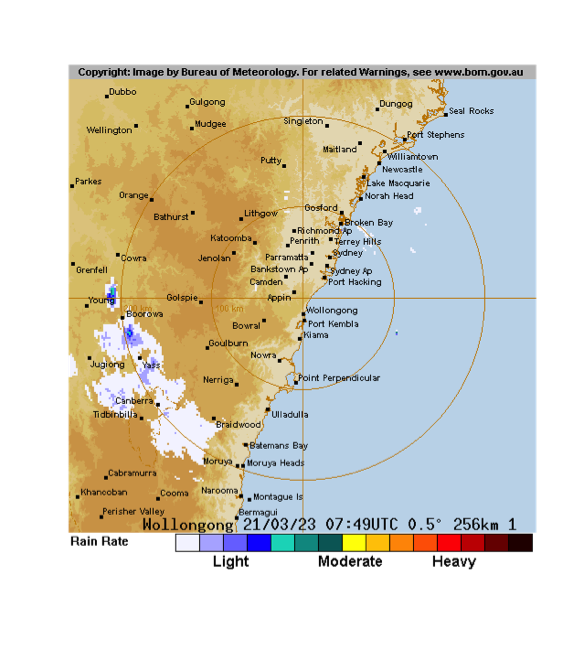 Copyright: Image by Bureau of Meteorology. For related Warnings, see www.bom.gov.au
Dubbo
Gulgong
Dungog
Seal Rocks
Wellington
Mudgee
Singleton
Port Stephens
Maitland
Williamtown
Putty
Newcastle
Parkes
Lake Macquarie
Orange
Norah Head
Bathurst
Lithgow
Gosford
Broken Bay
Richmond Ap
Katoomba
Penrith
Terrey Hills
Cowra
Jenolan
Parramatta
Sydney
Grenfell
Bankstown Ap
Sydney Ap
Camden
Port Hacking
Young
Golspie
Appin
100 km
Boorowa
Wollongong
Bowral
Port Kembla
Kiama
Goulburn
Jugiong
Yass
Nowra
Nerriga
Point Perpendicular
Canberra
Tidbinbilla
Ulladulla
Braidwood
Batemans Bay
Moruya
Moruya Heads
Cabramurra
Khancoban
Cooma
Narooma
Montague Is
Perisher Valley
Bermagui
Wollongong 21/03/23 07:49UTC 0.5° 256km 1
Rain Rate
Light
Moderate
Heavy